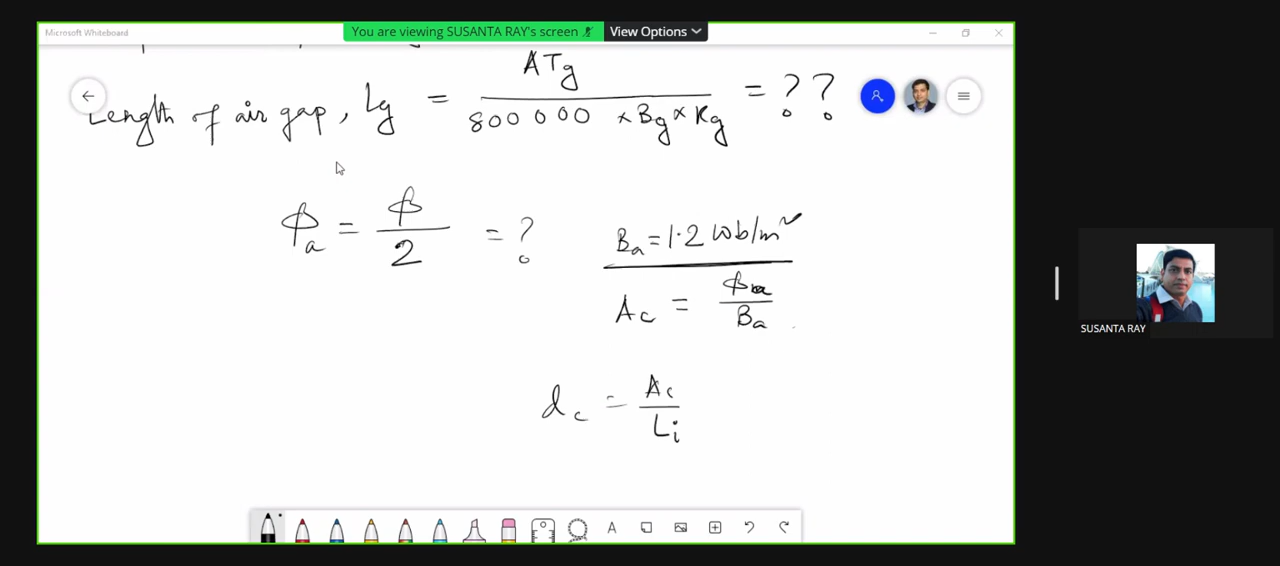 You are viewing SUSANTA RAY's screen
View Options
Microsoft Whiteboard
Length of air gap, Lg = ATg / 800000 × Bg × Kg = ??
ϕa = ϕ / 2 = ?
Ba = 1.2 Wb/m²
Ac = ϕa / Ba
dc = Ac / Li
SUSANTA RAY
A